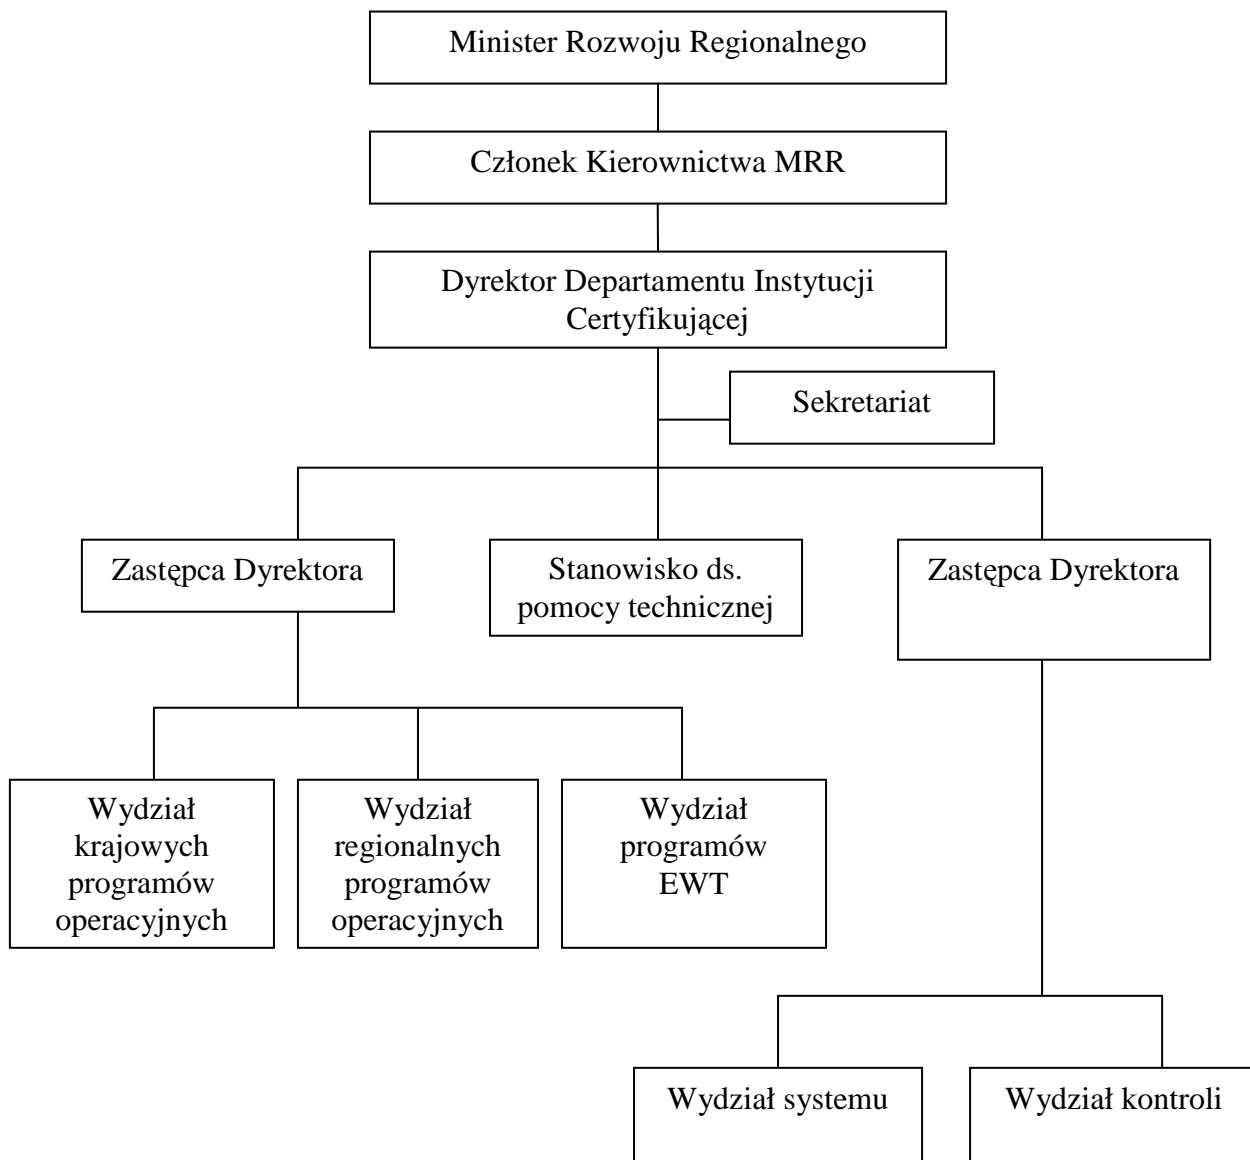 Minister Rozwoju Regionalnego
Członek Kierownictwa MRR
Dyrektor Departamentu Instytucji
Certyfikującej
Sekretariat
Zastępca Dyrektora
Stanowisko ds.
pomocy technicznej
Zastępca Dyrektora
Wydział
krajowych
programów
operacyjnych
Wydział
regionalnych
programów
operacyjnych
Wydział
programów
EWT
Wydział systemu
Wydział kontroli